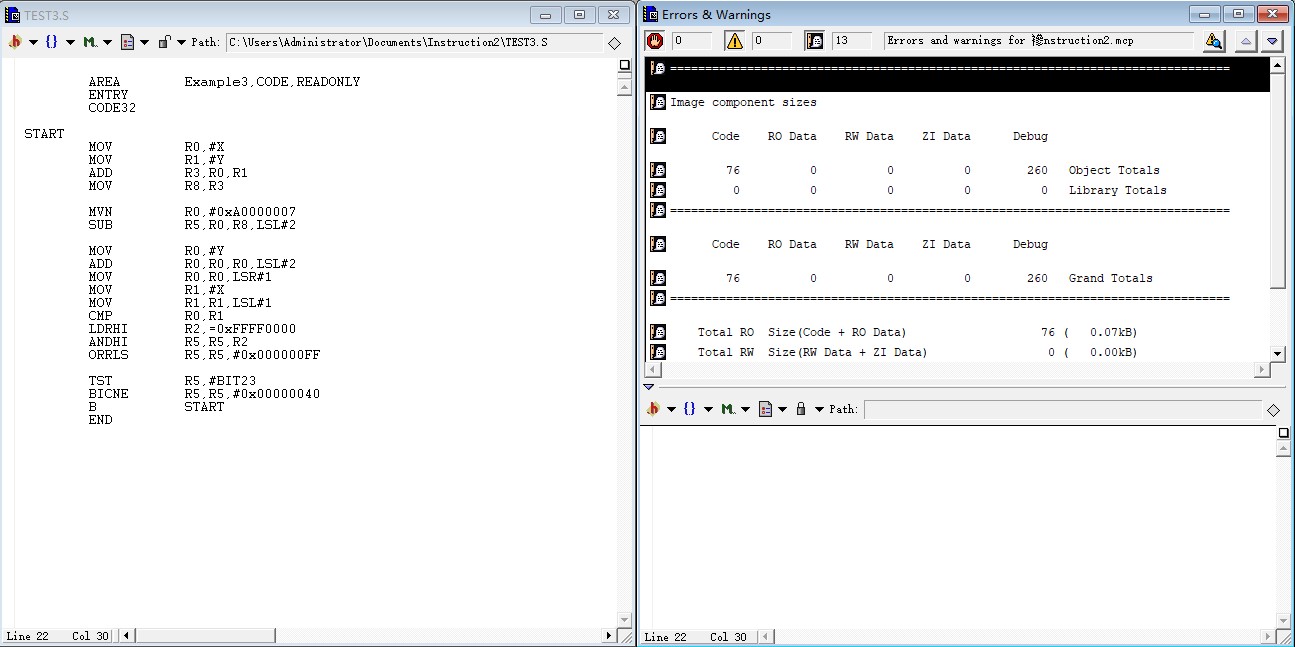 TEST3.S
Path: C:\Users\Administrator\Documents\Instruction2\TEST3.S
AREA Example3,CODE,READONLY
ENTRY
CODE32
START
MOV R0,#X
MOV R1,#Y
ADD R3,R0,R1
MOV R8,R3
MVN R0,#0xA0000007
SUB R5,R0,R8,LSL#2
MOV R0,#Y
ADD R0,R0,R0,LSL#2
MOV R0,R0,LSR#1
MOV R1,#X
MOV R1,R1,LSL#1
CMP R0,R1
LDRHI R2,=0xFFFF0000
ANDHI R5,R5,R2
ORRLS R5,R5,#0x000000FF
TST R5,#BIT23
BICNE R5,R5,#0x00000040
B START
END
Line 22 Col 30
Errors & Warnings
0 0 13 Errors and warnings for nstruction2.mcp
================================================================================
Image component sizes
Code RO Data RW Data ZI Data Debug
76 0 0 0 260 Object Totals
0 0 0 0 0 Library Totals
================================================================================
Code RO Data RW Data ZI Data Debug
76 0 0 0 260 Grand Totals
================================================================================
Total RO Size(Code + RO Data) 76 ( 0.07kB)
Total RW Size(RW Data + ZI Data) 0 ( 0.00kB)
Path:
Line 22 Col 30